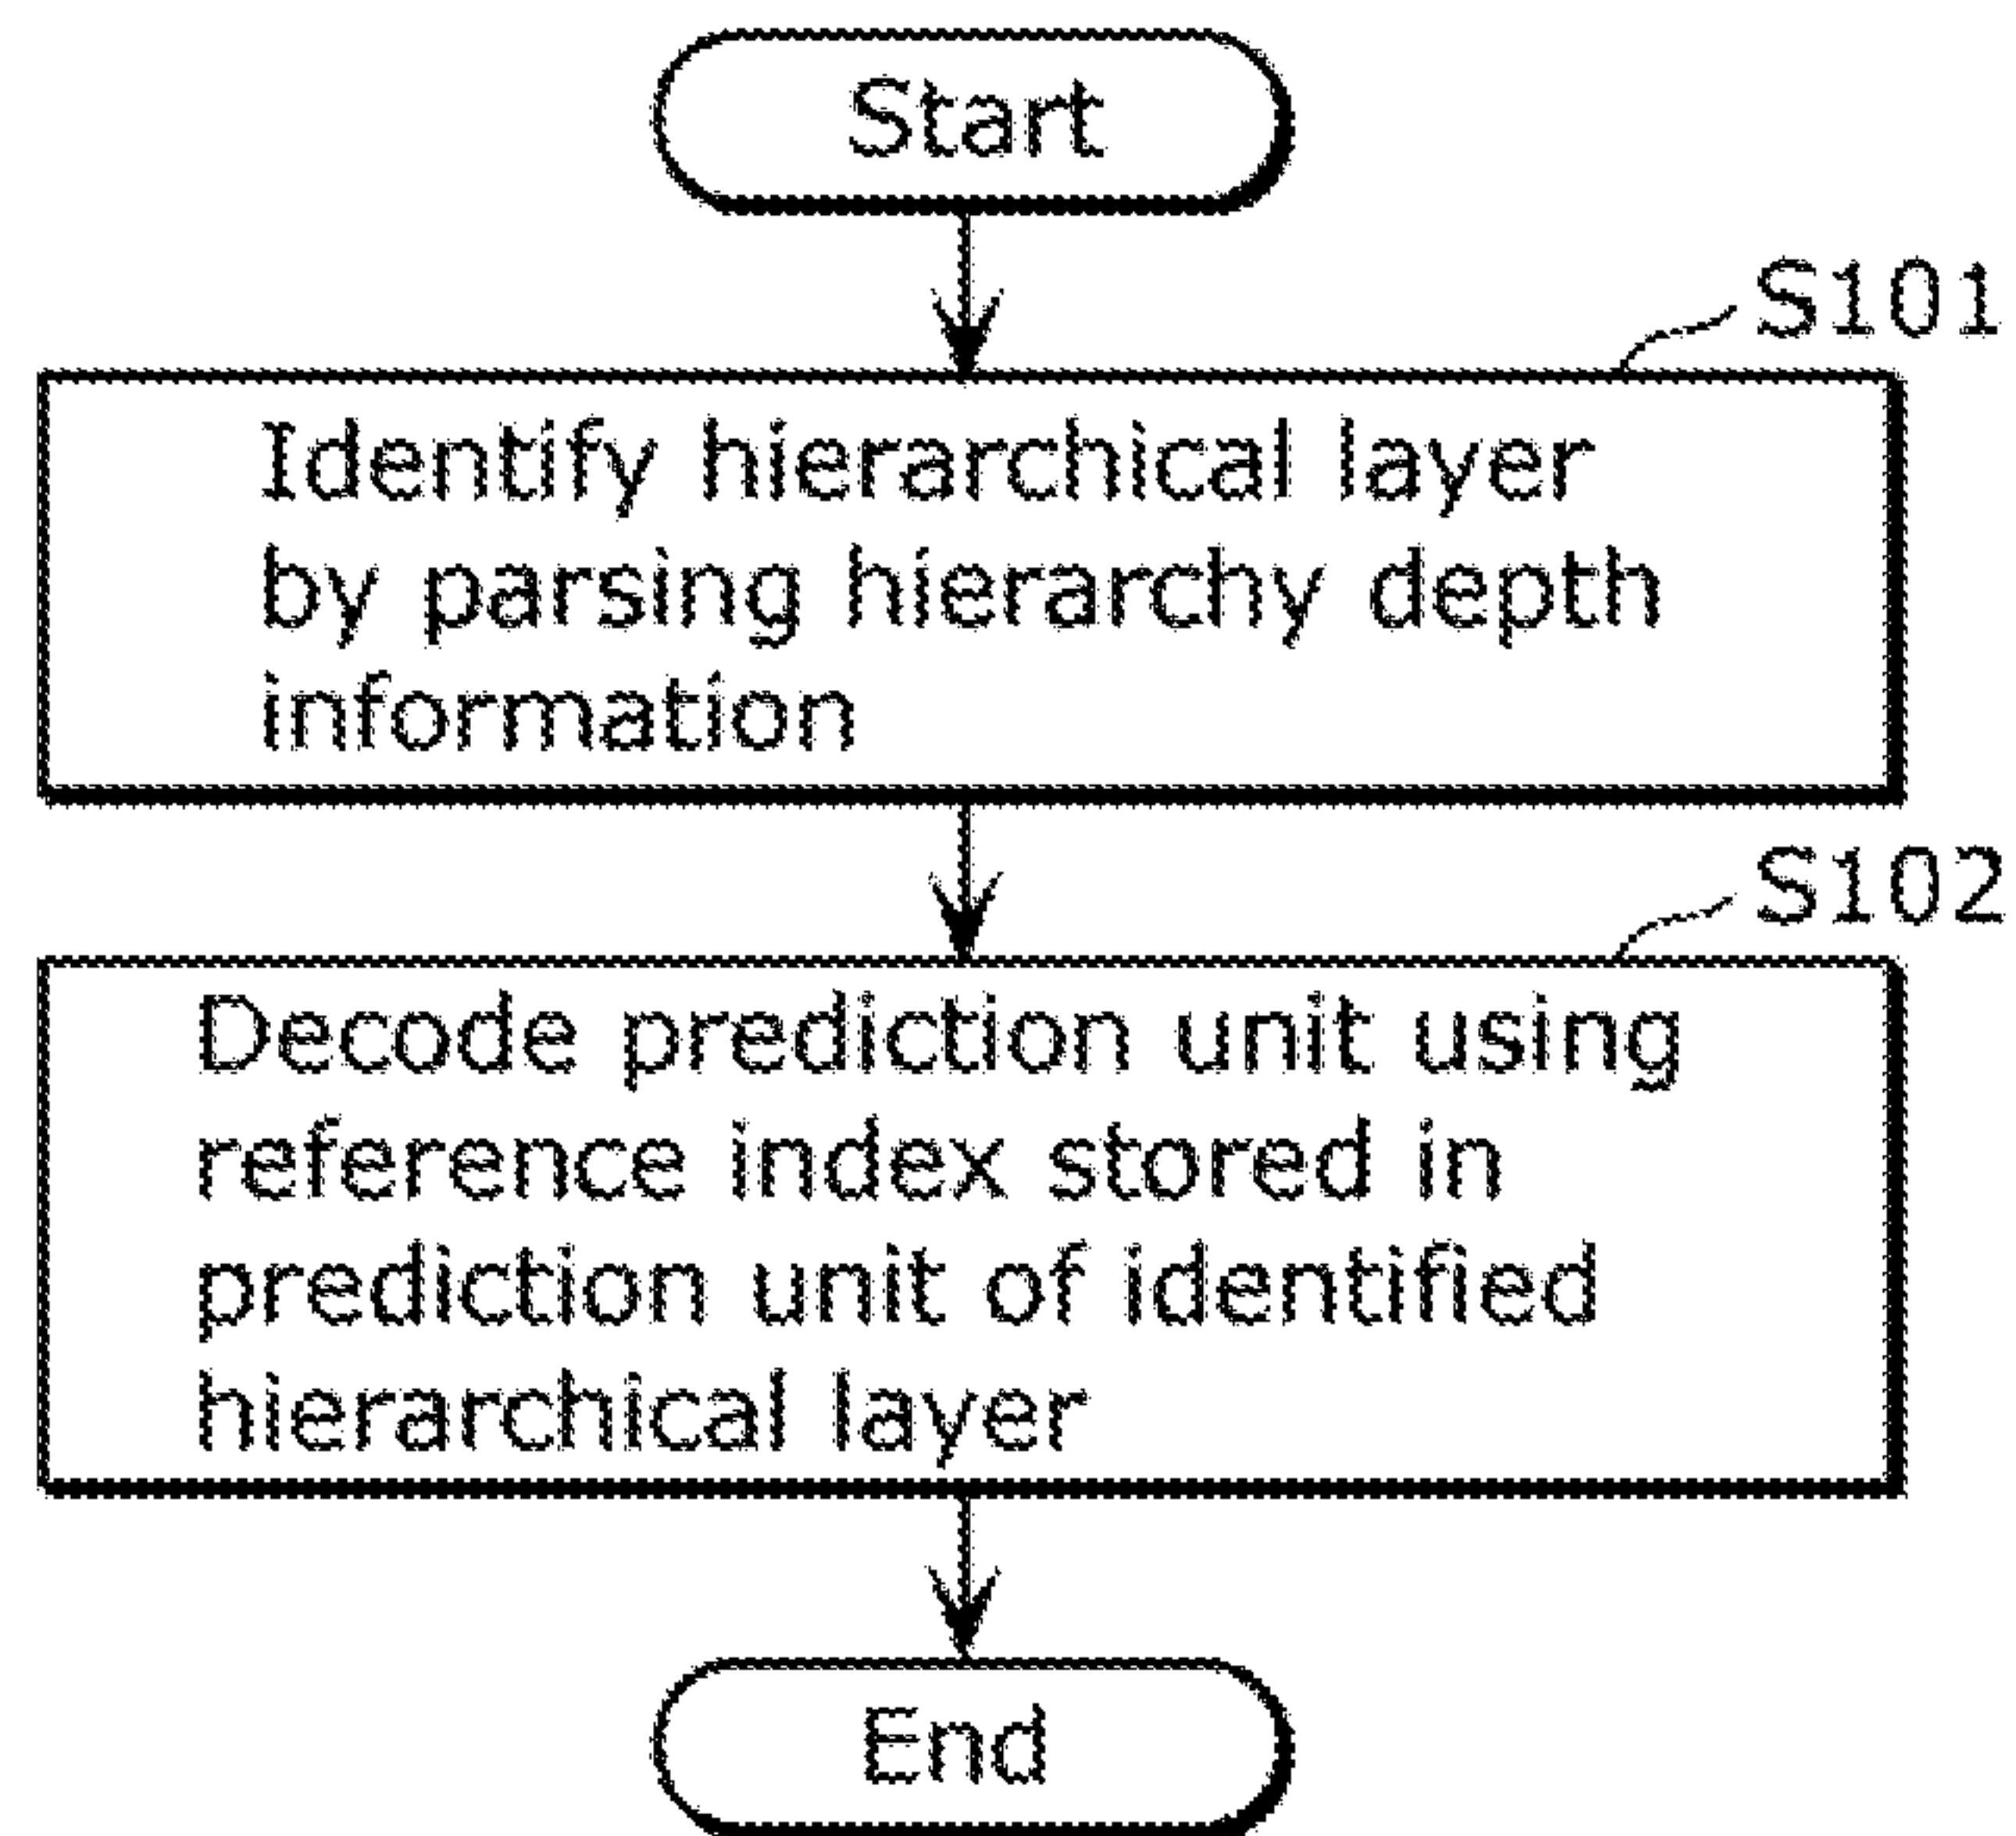 Start
S101
Identify hierarchical layer
by parsing hierarchy depth
information
S102
Decode prediction unit using
reference index stored in
prediction unit of identified
hierarchical layer
End